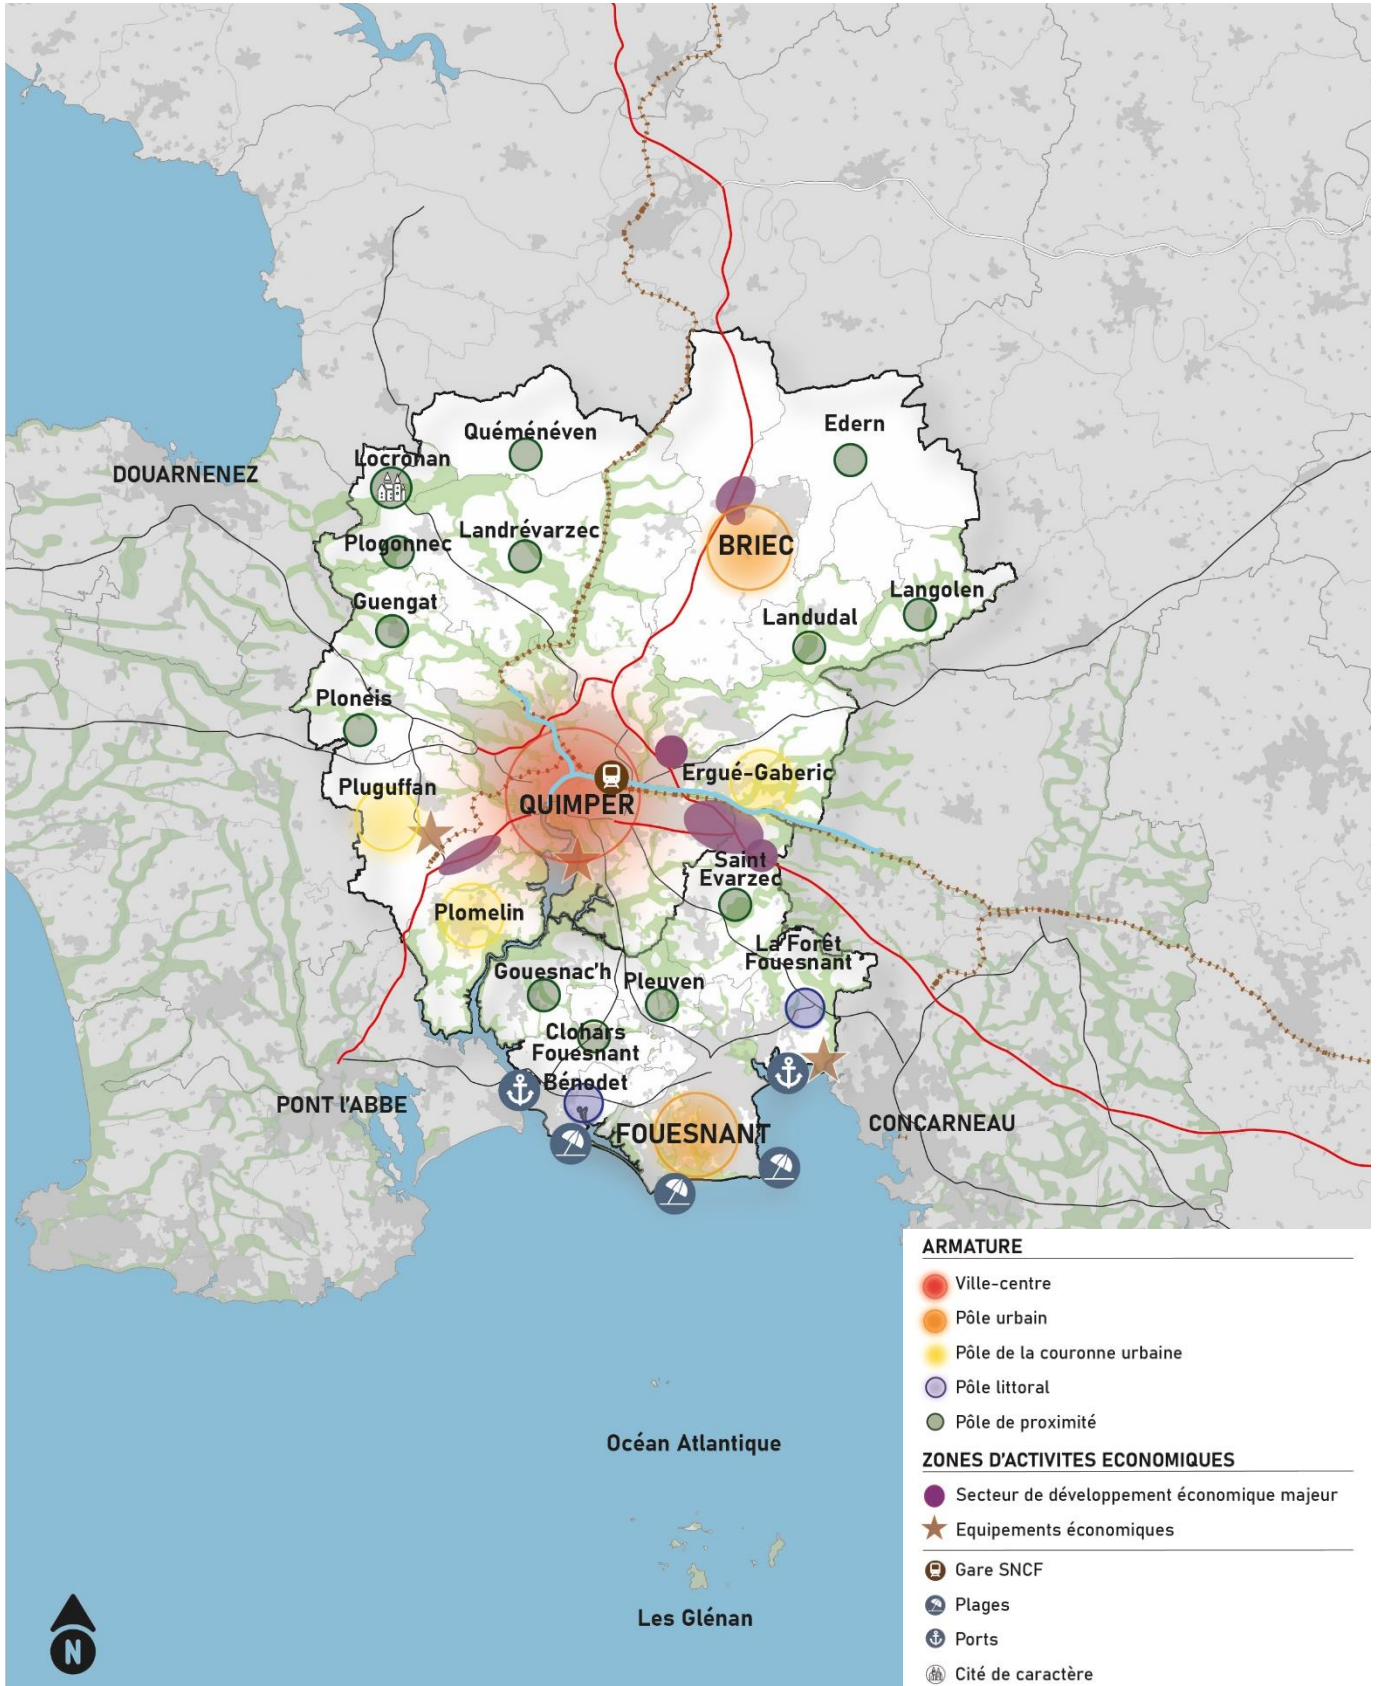 Quéménéven
Edern
Locronan
DOUARNENEZ
Landrévarzec
Plogonnec
BRIEC
Guengat
Langolen
Landudal
Plonéis
Ergué-Gaberic
Pluguffan
QUIMPER
Saint
Evarzec
Plomelin
La Forêt
Fouesnant
Gouesnac'h
Pleuven
Clohars
Fouesnant
Bénodet
PONT l'ABBE
FOUESNANT
CONCARNEAU
Océan Atlantique
Les Glénan
N
ARMATURE
Ville-centre
Pôle urbain
Pôle de la couronne urbaine
Pôle littoral
Pôle de proximité
ZONES D'ACTIVITES ECONOMIQUES
Secteur de développement économique majeur
Equipements économiques
Gare SNCF
Plages
Ports
Cité de caractère